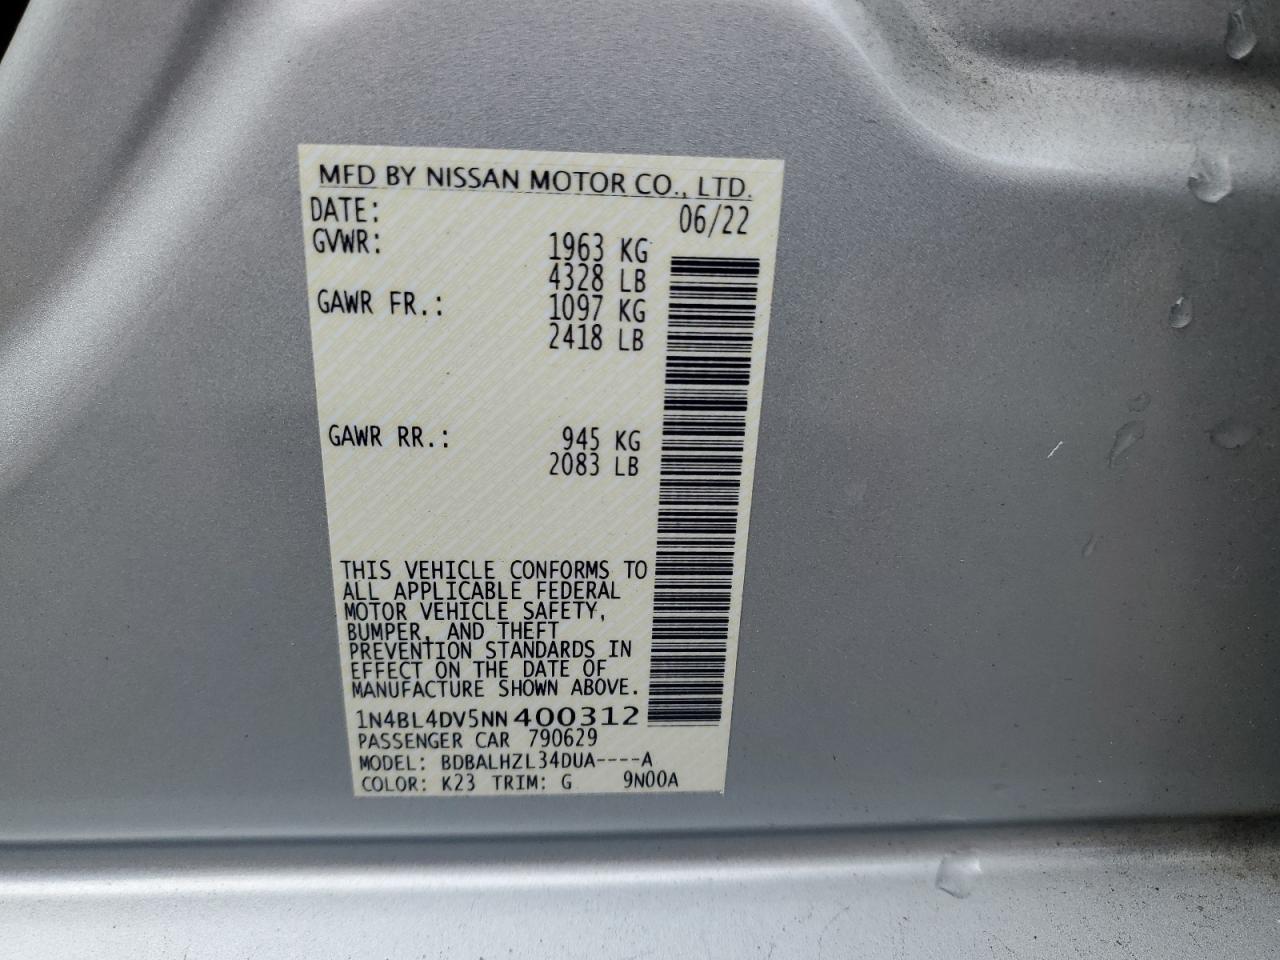 MFD BY NISSAN MOTOR CO., LTD.
DATE: 06/22
GVWR: 1963 KG
4328 LB
GAWR FR.: 1097 KG
2418 LB
GAWR RR.: 945 KG
2083 LB
THIS VEHICLE CONFORMS TO
ALL APPLICABLE FEDERAL
MOTOR VEHICLE SAFETY,
BUMPER, AND THEFT
PREVENTION STANDARDS IN
EFFECT ON THE DATE OF
MANUFACTURE SHOWN ABOVE.
1N4BL4DV5NN400312
PASSENGER CAR 790629
MODEL: BDBALHZL34DUA----A
COLOR: K23 TRIM: G 9N00A